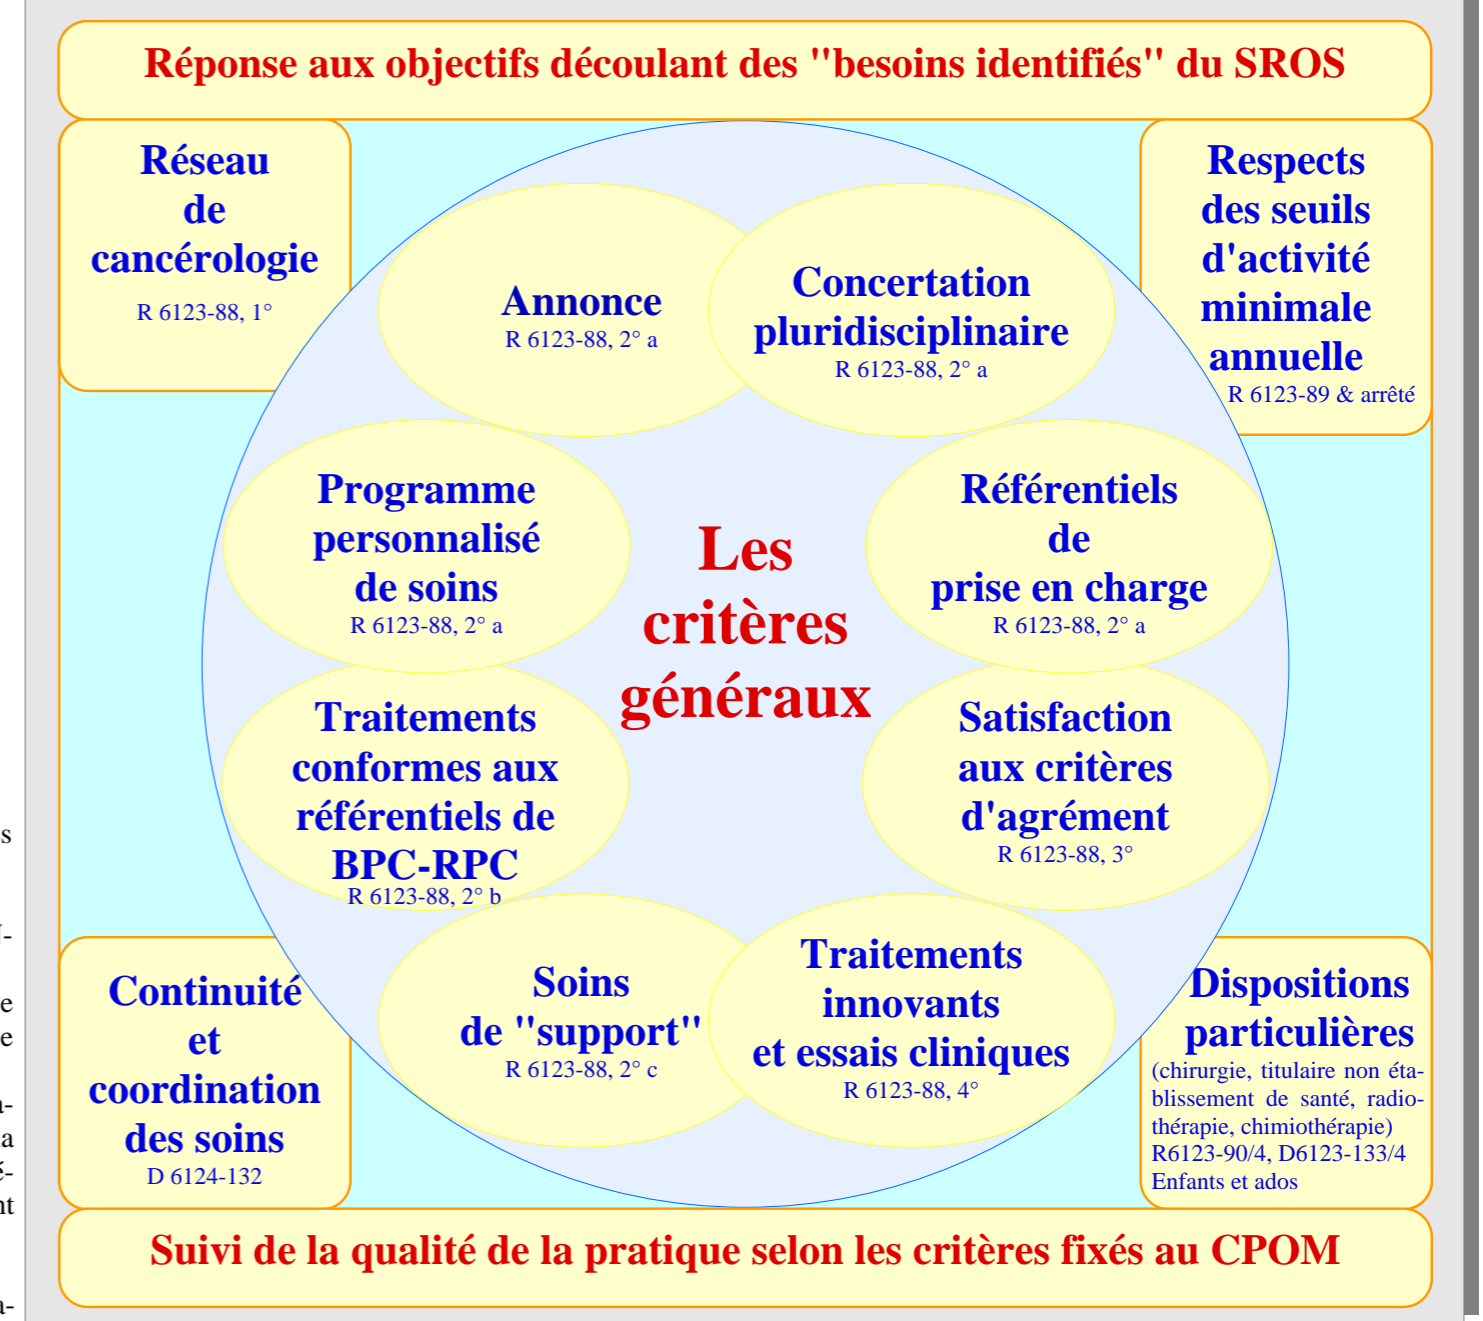 Réponse aux objectifs découlant des "besoins identifiés" du SROS
Réseau
de
cancérologie
R 6123-88, 1°
Respects
des seuils
d'activité
minimale
annuelle
R 6123-89 & arrêté
Annonce
R 6123-88, 2° a
Concertation
pluridisciplinaire
R 6123-88, 2° a
Programme
personnalisé
de soins
R 6123-88, 2° a
Les
critères
généraux
Référentiels
de
prise en charge
R 6123-88, 2° a
Traitements
conformes aux
référentiels de
BPC-RPC
R 6123-88, 2° b
Satisfaction
aux critères
d'agrément
R 6123-88, 3°
Soins
de "support"
R 6123-88, 2° c
Traitements
innovants
et essais cliniques
R 6123-88, 4°
Continuité
et
coordination
des soins
D 6124-132
Dispositions
particulières
(chirurgie, titulaire non éta-
blissement de santé, radio-
thérapie, chimiothérapie)
R6123-90/4, D6123-133/4
Enfants et ados
Suivi de la qualité de la pratique selon les critères fixés au CPOM